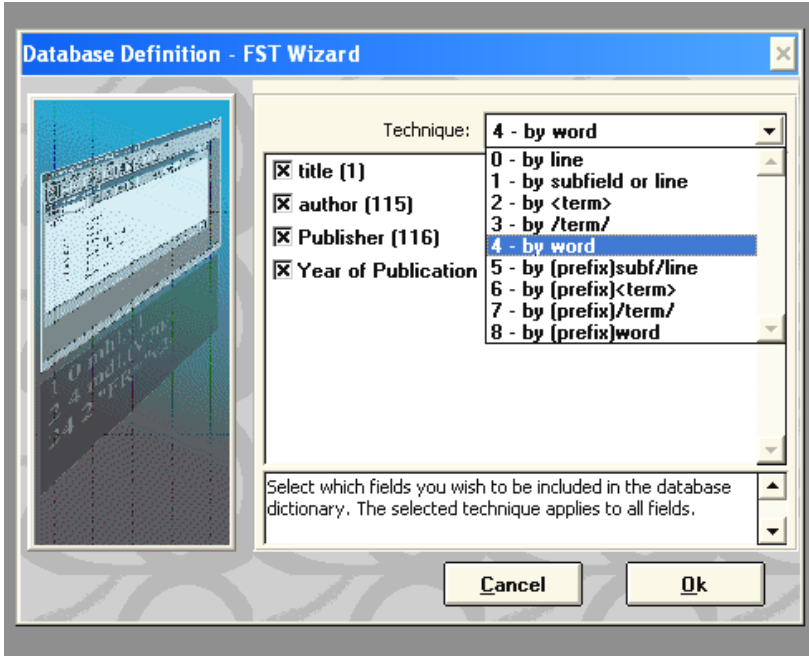 Database Definition - FST Wizard
Technique: 4 - by word
0 - by line
1 - by subfield or line
2 - by <term>
3 - by /term/
4 - by word
5 - by (prefix)subf/line
6 - by (prefix)<term>
7 - by (prefix)/term/
8 - by (prefix)word
title (1)
author (115)
Publisher (116)
Year of Publication
Select which fields you wish to be included in the database
dictionary. The selected technique applies to all fields.
Cancel
Ok